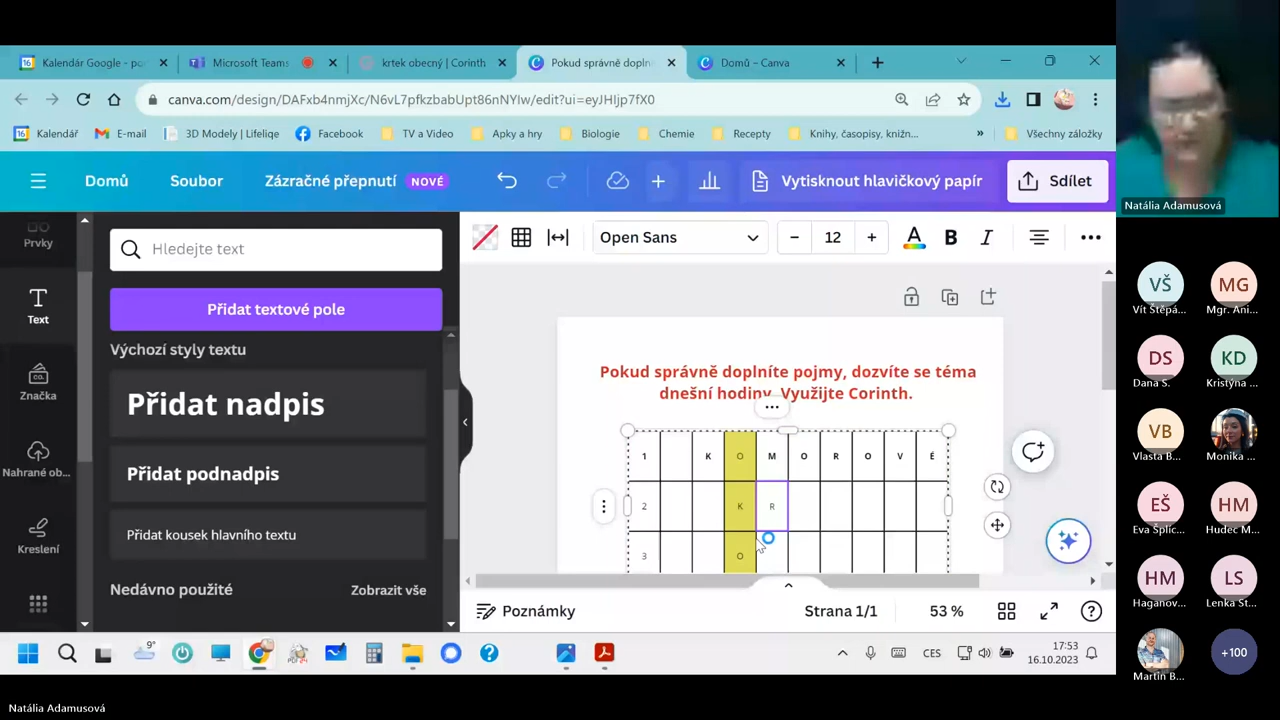 Kalendár Google - po
Microsoft Teams
krtek obecný | Corinth
Pokud správně doplň
Domů – Canva
canva.com/design/DAFxb4nmjXc/N6vL7pfkzbabUpt86nNYIw/edit?ui=eyJHIjp7fX0
Kalendář
E-mail
3D Modely | Lifeliqe
Facebook
TV a Video
Apky a hry
Biologie
Chemie
Recepty
Knihy, časopisy, knižn...
»
Všechny záložky
Domů
Soubor
Zázračné přepnutí NOVÉ
Vytisknout hlavičkový papír
Sdílet
Natália Adamusová
Prvky
Text
Značka
Nahrané ob...
Kreslení
Hledejte text
Přidat textové pole
Výchozí styly textu
Přidat nadpis
Přidat podnadpis
Přidat kousek hlavního textu
Nedávno použité
Zobrazit vše
Open Sans
– 12 +
A B I
Pokud správně doplníte pojmy, dozvíte se téma
dnešní hodiny. Využijte Corinth.
1 K O M O R O V É
2 K R
3 O
Poznámky
Strana 1/1
53 %
VŠ
Vít Štěpá...
MG
Mgr. Ani...
DS
Dana S.
KD
Kristýna ...
VB
Vlasta B...
Monika ...
EŠ
Eva Šplíc...
HM
Hudec M...
HM
Haganov...
LS
Lenka St...
Martin B...
+100
9°
CES
17:53
16.10.2023
Natália Adamusová